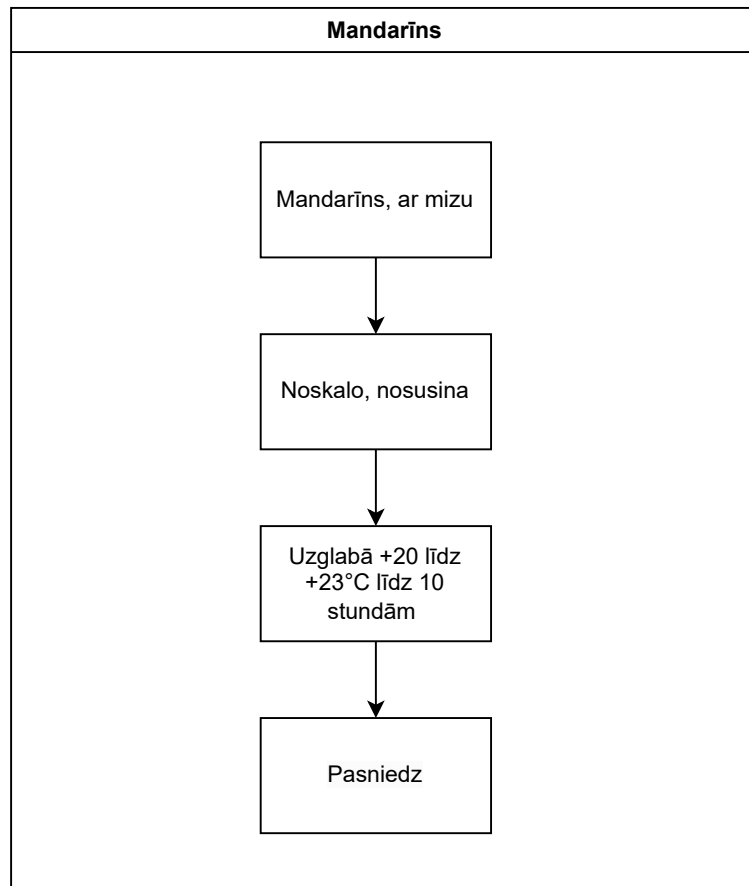 Mandarīns
Mandarīns, ar mizu
Noskalo, nosusina
Uzglabā +20 līdz
+23°C līdz 10
stundām
Pasniedz